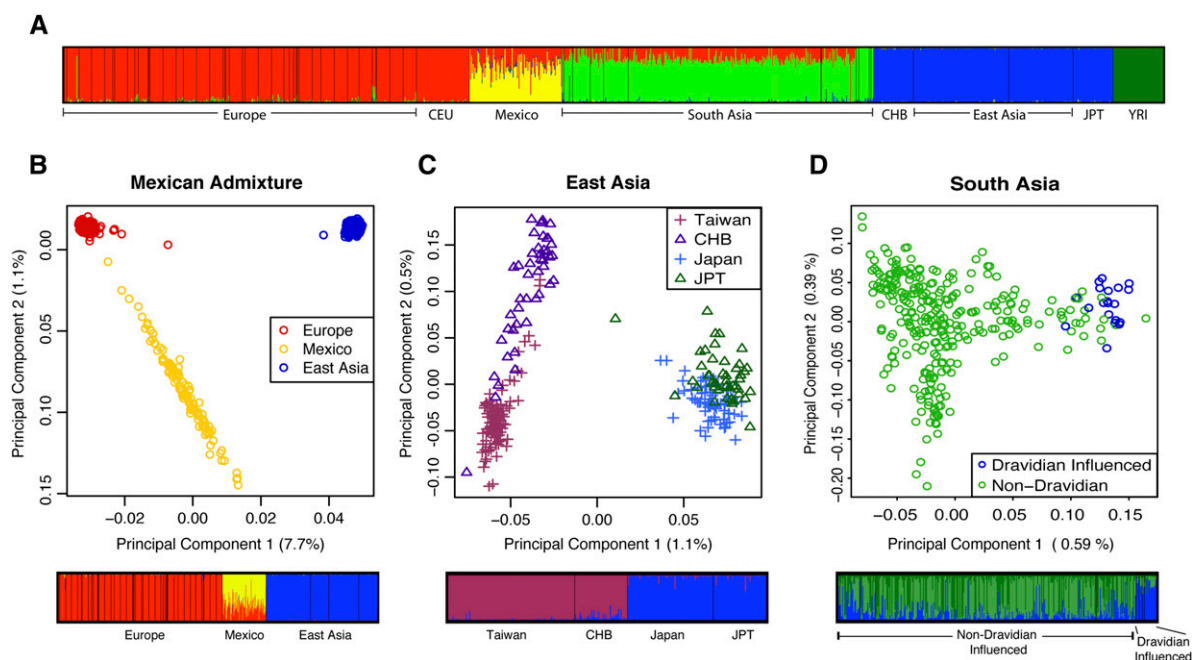 A
Europe
CEU
Mexico
South Asia
CHB
East Asia
JPT
YRI
B
Mexican Admixture
Principal Component 2 (1.1%)
0.00
0.05
0.10
0.15
Europe
Mexico
East Asia
−0.02
0.00
0.02
0.04
Principal Component 1 (7.7%)
Europe
Mexico
East Asia
C
East Asia
Principal Component 2 (0.5%)
0.15
0.10
0.05
0.00
−0.05
−0.10
Taiwan
CHB
Japan
JPT
−0.05
0.00
0.05
Principal Component 1 (1.1%)
Taiwan
CHB
Japan
JPT
D
South Asia
Principal Component 2 (0.39 %)
0.10
0.05
0.00
−0.05
−0.10
−0.15
−0.20
Dravidian Influenced
Non−Dravidian
−0.05
0.00
0.05
0.10
0.15
Principal Component 1 ( 0.59 %)
Non-Dravidian
Influenced
Dravidian
Influenced